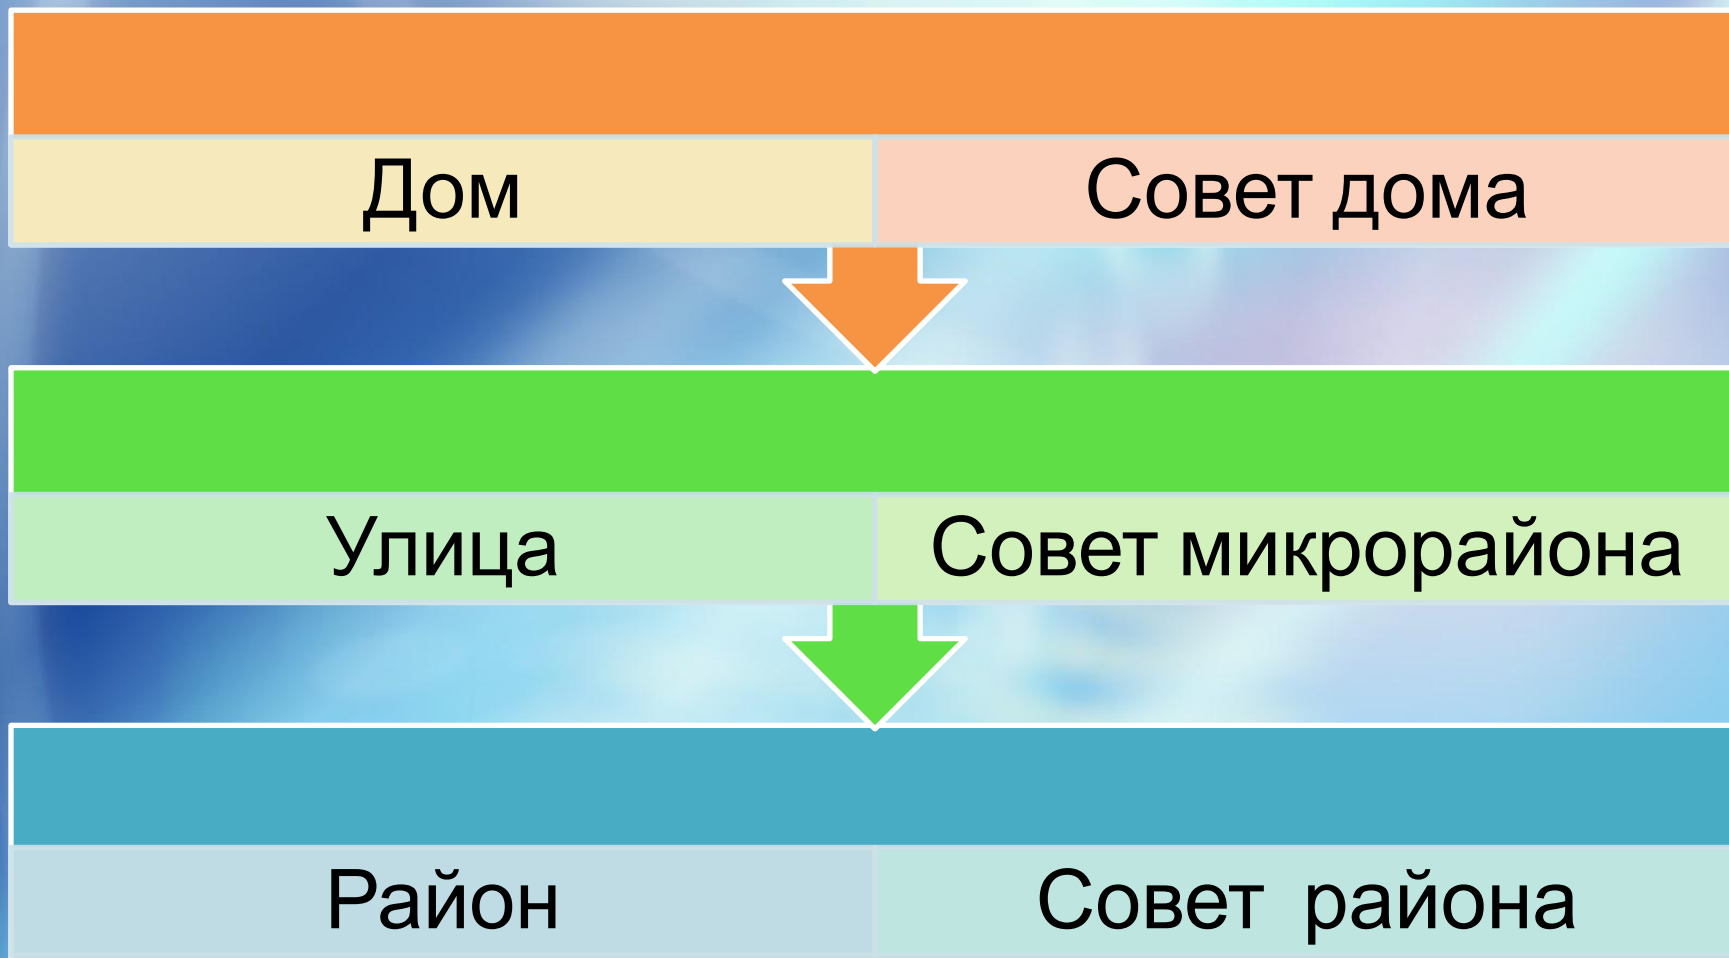 Дом
Совет дома
Улица
Совет микрорайона
Район
Совет района